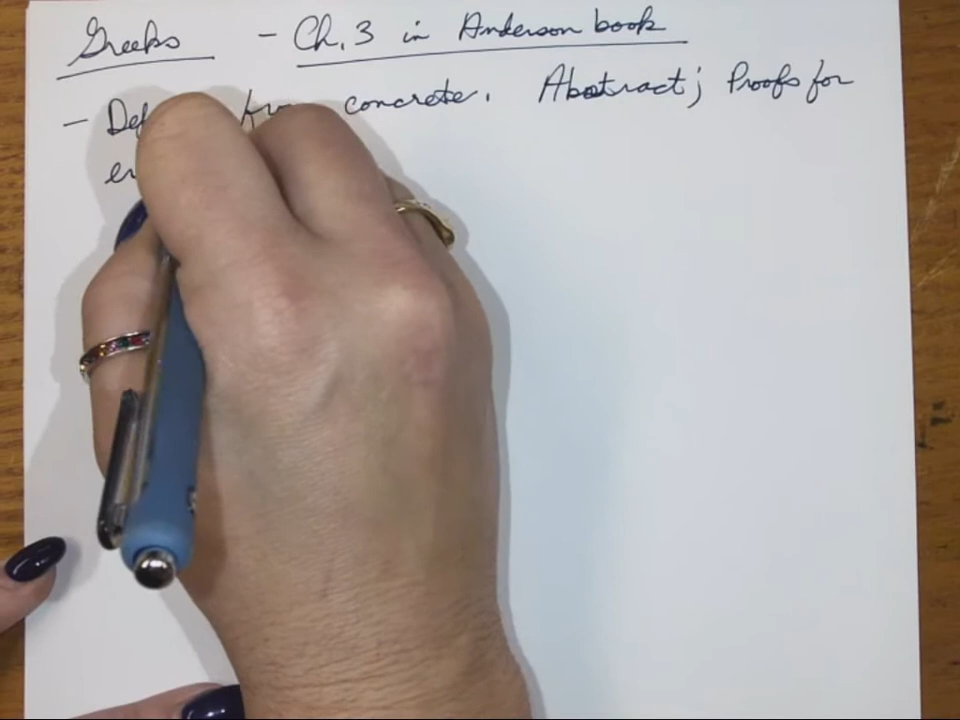 Greeks - Ch. 3 in Anderson book
- concrete. Abstract; Proofs for